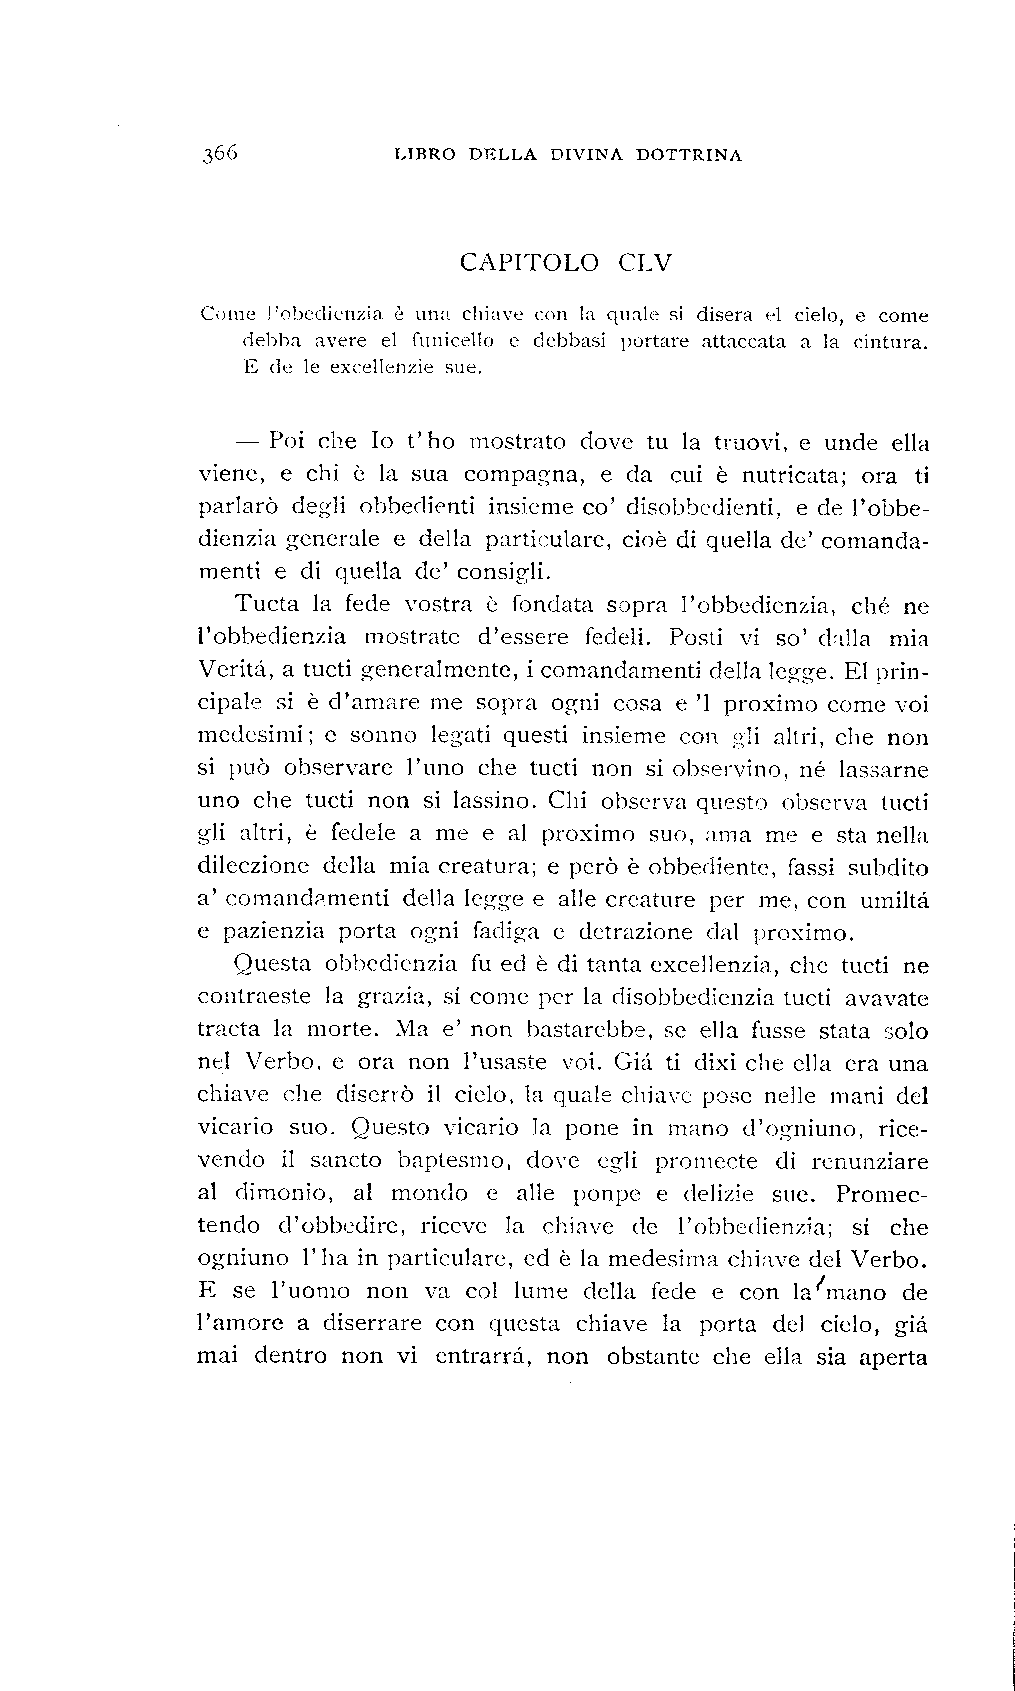 366 LIBRO DELLA DIVINA DOTTRINA
CAPITOLO CLV
Come l'obedienzia è una chiave con la quale si disera el cielo, e come
debba avere el funicello e debbasi portare attaccata a la cintura.
E de le excellenzie sue.
— Poi che Io t'ho mostrato dove tu la truovi, e unde ella
viene, e chi è la sua compagna, e da cui è nutricata; ora ti
parlarò degli obbedienti insieme co' disobbedienti, e de l'obbe-
dienzia generale e della particulare, cioè di quella de' comanda-
menti e di quella de' consigli.
Tucta la fede vostra è fondata sopra l'obbedienzia, ché ne
l'obbedienzia mostrate d'essere fedeli. Posti vi so' dalla mia
Veritá, a tucti generalmente, i comandamenti della legge. El prin-
cipale si è d'amare me sopra ogni cosa e 'l proximo come voi
medesimi; e sonno legati questi insieme con gli altri, che non
si può observare l'uno che tucti non si observino, né lassarne
uno che tucti non si lassino. Chi observa questo observa tucti
gli altri, è fedele a me e al proximo suo, ama me e sta nella
dileczione della mia creatura; e però è obbediente, fassi subdito
a' comandamenti della legge e alle creature per me, con umiltá
e pazienzia porta ogni fadiga e detrazione dal proximo.
Questa obbedienzia fu ed è di tanta excellenzia, che tucti ne
contraeste la grazia, sí come per la disobbedienzia tucti avavate
tracta la morte. Ma e' non bastarebbe, se ella fusse stata solo
nel Verbo, e ora non l'usaste voi. Giá ti dixi che ella era una
chiave che diserrò il cielo, la quale chiave pose nelle mani del
vicario suo. Questo vicario la pone in mano d'ogniuno, rice-
vendo il sancto baptesmo, dove egli promecte di renunziare
al dimonio, al mondo e alle ponpe e delizie sue. Promec-
tendo d'obbedire, riceve la chiave de l'obbedienzia; si che
ogniuno l'ha in particulare, ed è la medesima chiave del Verbo.
E se l'uomo non va col lume della fede e con la mano de
l'amore a diserrare con questa chiave la porta del cielo, giá
mai dentro non vi entrarrá, non obstante che ella sia aperta